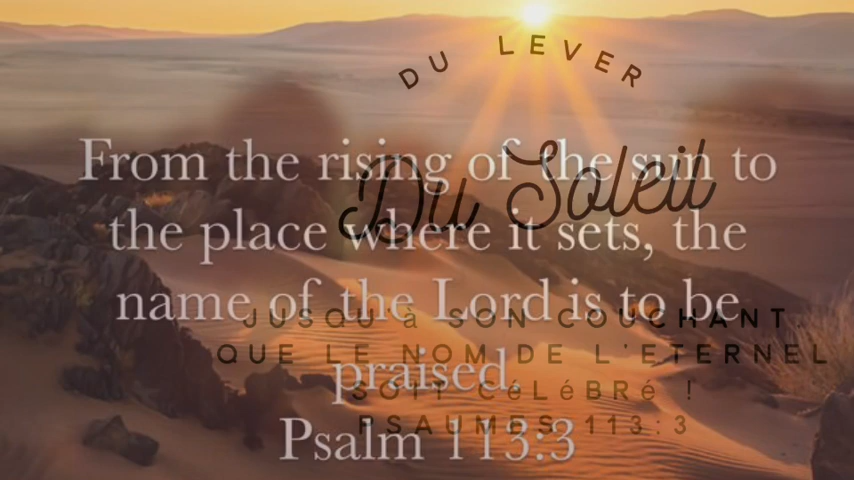 DU LEVER
Du Soleil
JUSQU'à SON COUCHANT.
QUE LE NOM DE L'ETERNEL
SOIT CéLéBRé !
PSAUMES 113:3
From the rising of the sun to
the place where it sets, the
name of the Lord is to be
praised.
Psalm 113:3